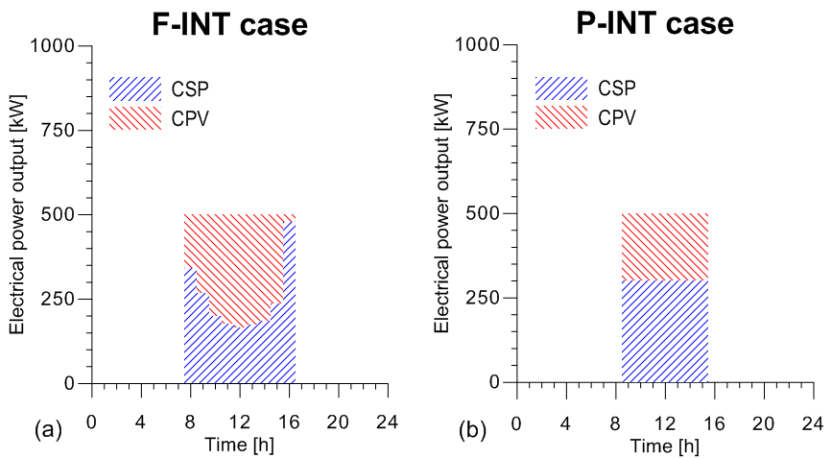 F-INT case
P-INT case
1000
750
500
250
0
Electrical power output [kW]
CSP
CPV
0 4 8 12 16 20 24
Time [h]
(a)
1000
750
500
250
0
Electrical power output [kW]
CSP
CPV
0 4 8 12 16 20 24
Time [h]
(b)